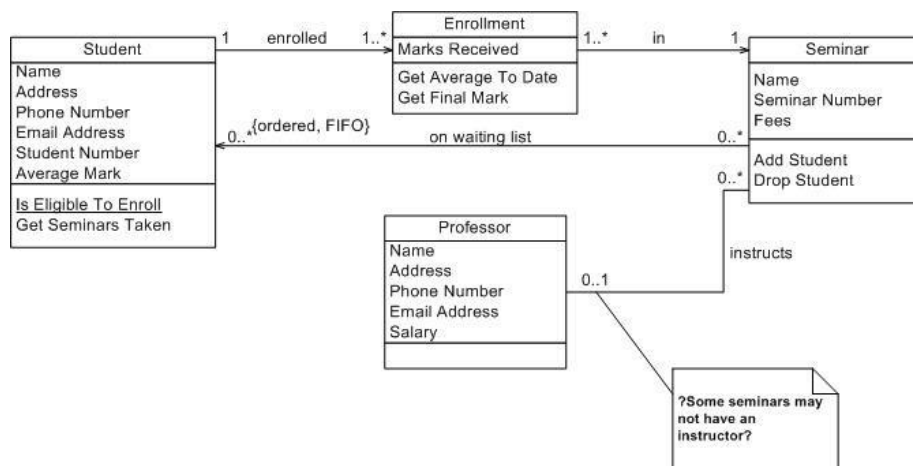 Enrollment
Student
1
enrolled
1..*
Marks Received
1..*
in
1
Seminar
Name
Address
Phone Number
Email Address
Student Number
Average Mark
Get Average To Date
Get Final Mark
Name
Seminar Number
Fees
{ordered, FIFO}
0..*
on waiting list
0..*
Is Eligible To Enroll
Get Seminars Taken
Add Student
Drop Student
0..*
Professor
Name
Address
Phone Number
Email Address
Salary
0..1
instructs
?Some seminars may
not have an
instructor?